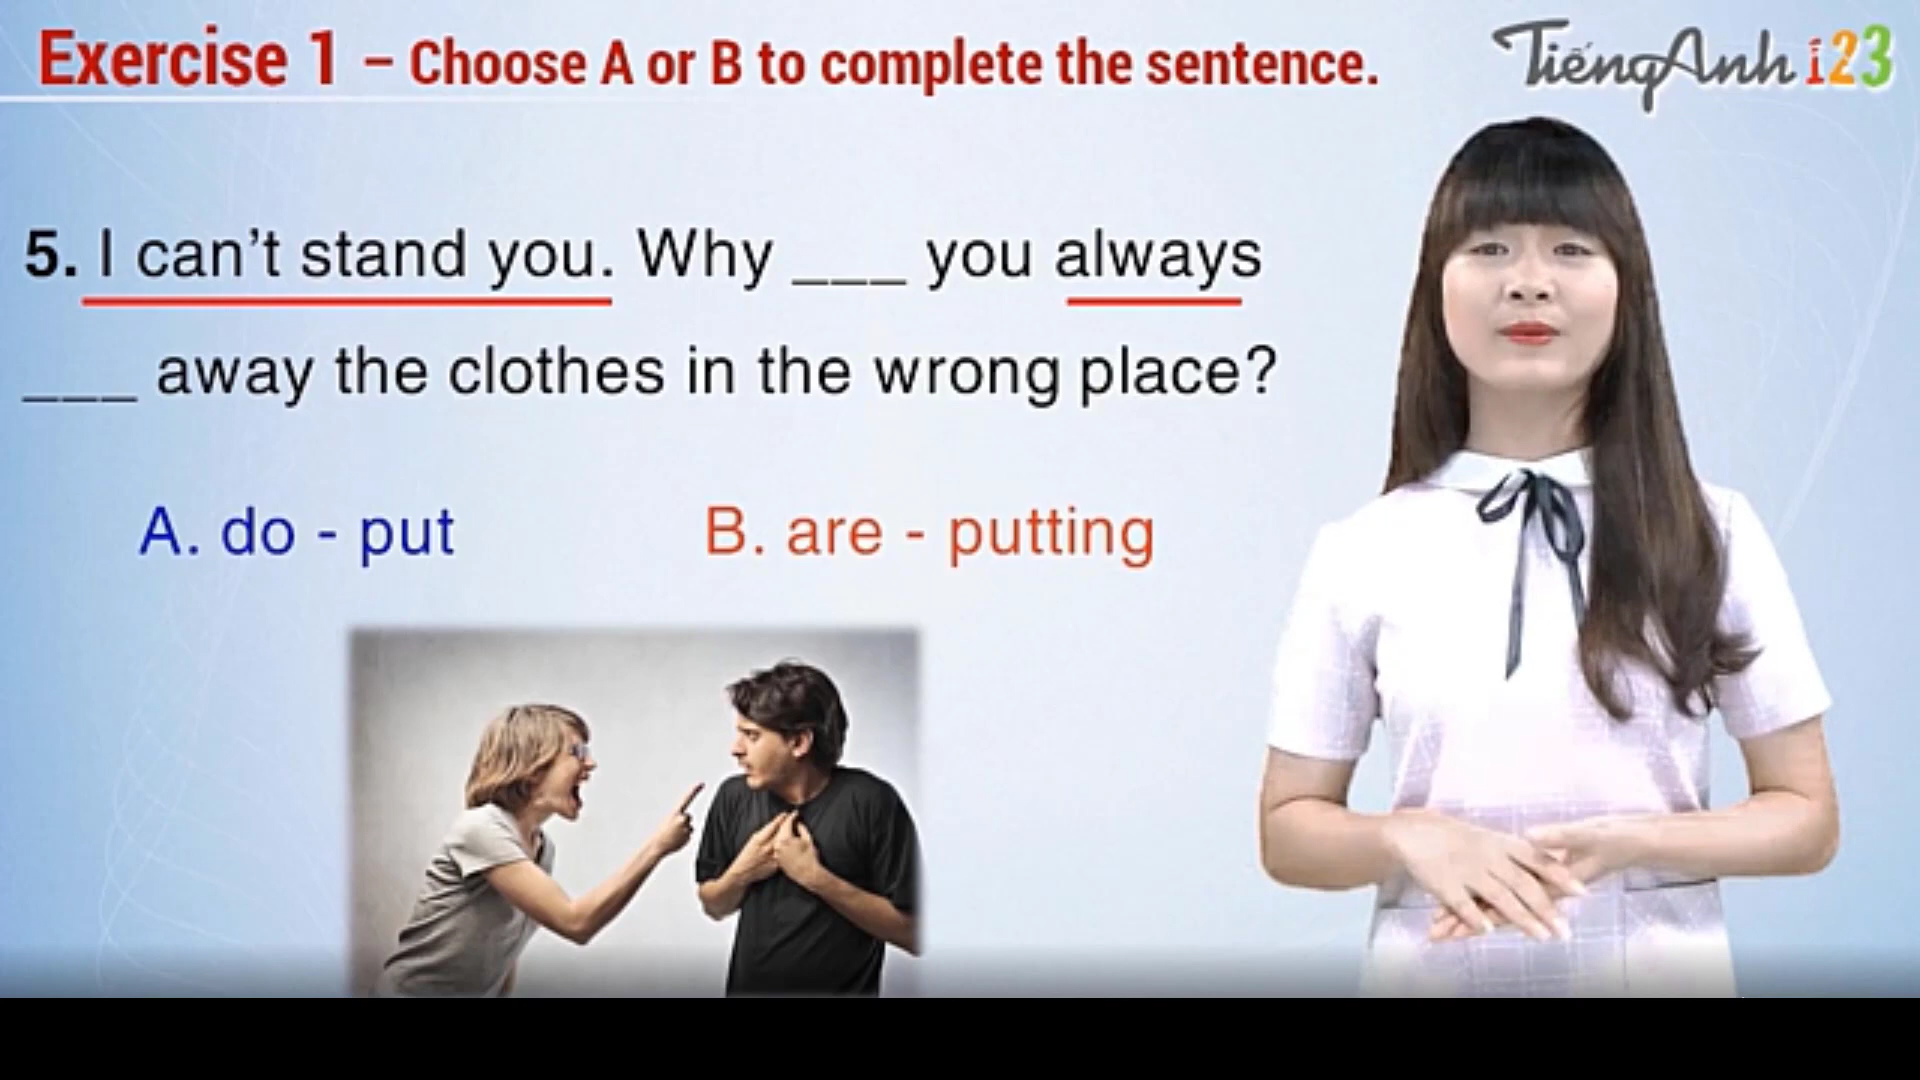 Exercise 1 – Choose A or B to complete the sentence.
TiếngAnh123
5. I can’t stand you. Why ___ you always
___ away the clothes in the wrong place?
A. do - put
B. are - putting